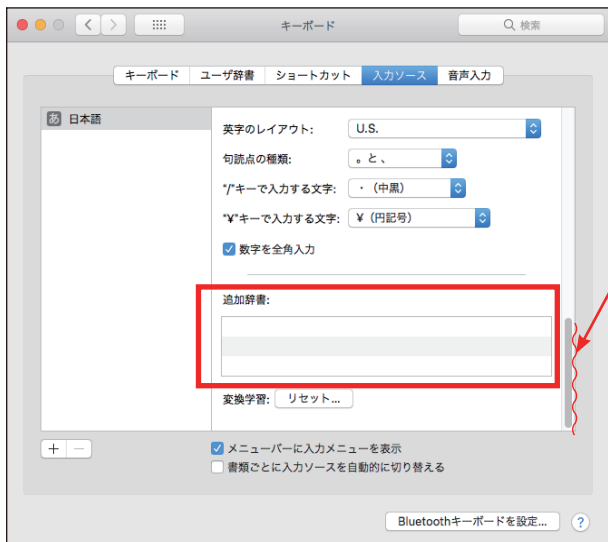 キーボード
検索
キーボード ユーザ辞書 ショートカット 入力ソース 音声入力
あ 日本語
英字のレイアウト: U.S.
句読点の種類: 。と、
"/"キーで入力する文字: ・（中黒）
"¥"キーで入力する文字: ¥（円記号）
数字を全角入力
追加辞書:
変換学習: リセット...
+ −
メニューバーに入力メニューを表示
書類ごとに入力ソースを自動的に切り替える
Bluetoothキーボードを設定... ?